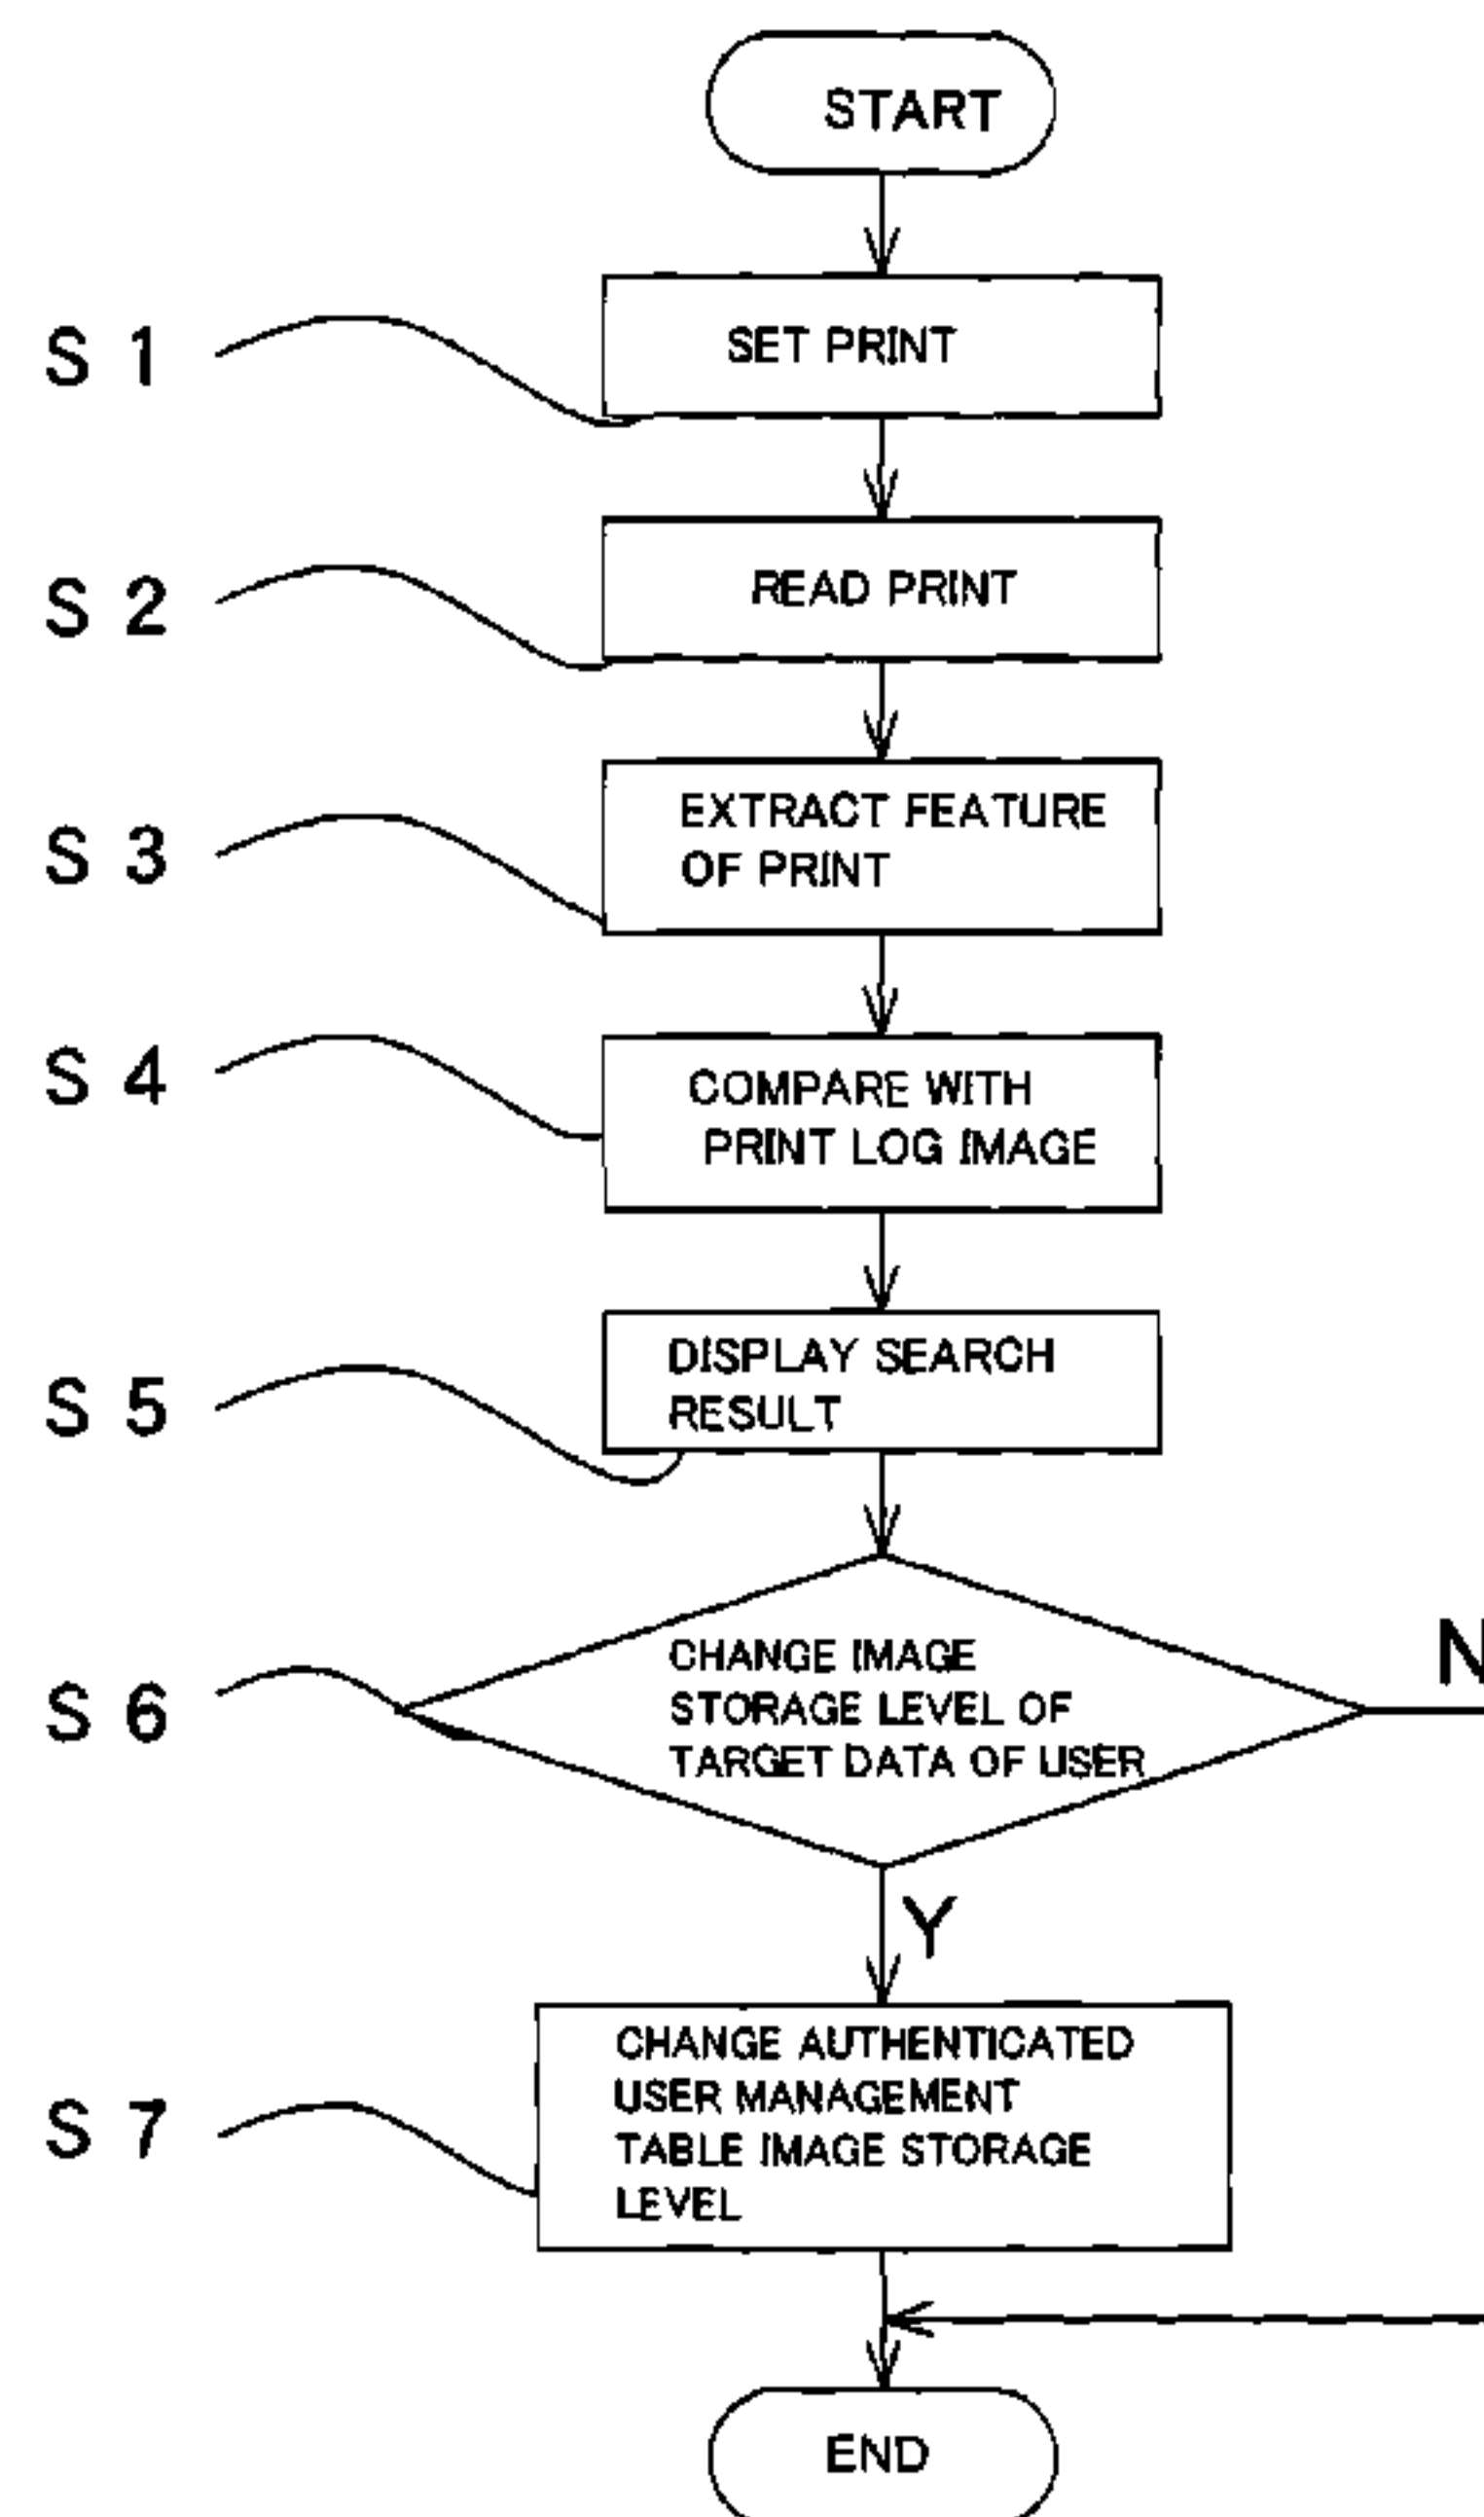 START
S 1
SET PRINT
S 2
READ PRINT
S 3
EXTRACT FEATURE
OF PRINT
S 4
COMPARE WITH
PRINT LOG IMAGE
S 5
DISPLAY SEARCH
RESULT
S 6
CHANGE IMAGE
STORAGE LEVEL OF
TARGET DATA OF USER
N
Y
S 7
CHANGE AUTHENTICATED
USER MANAGEMENT
TABLE IMAGE STORAGE
LEVEL
END